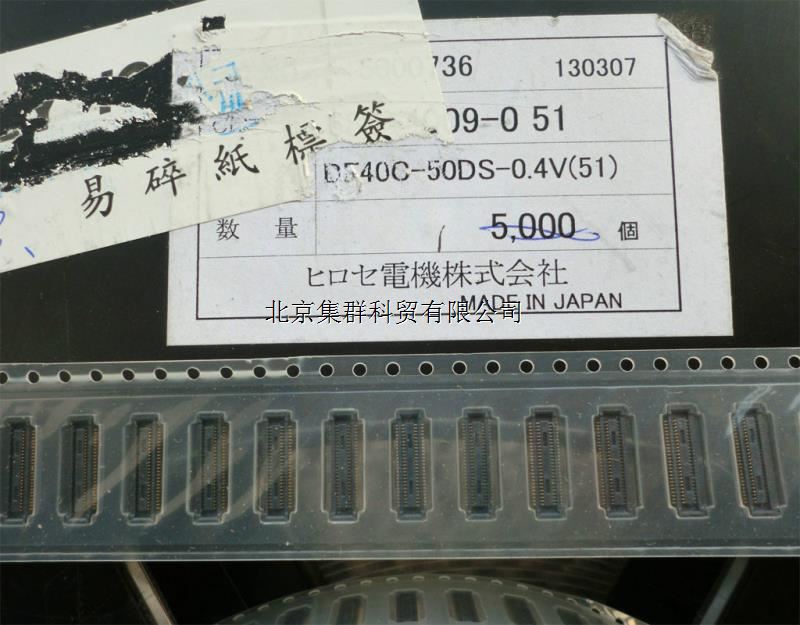 130307
09-0 51
DF40C-50DS-0.4V(51)
易碎紙標簽
数量 5,000 個
ヒロセ電機株式会社
MADE IN JAPAN
北京集群科贸有限公司